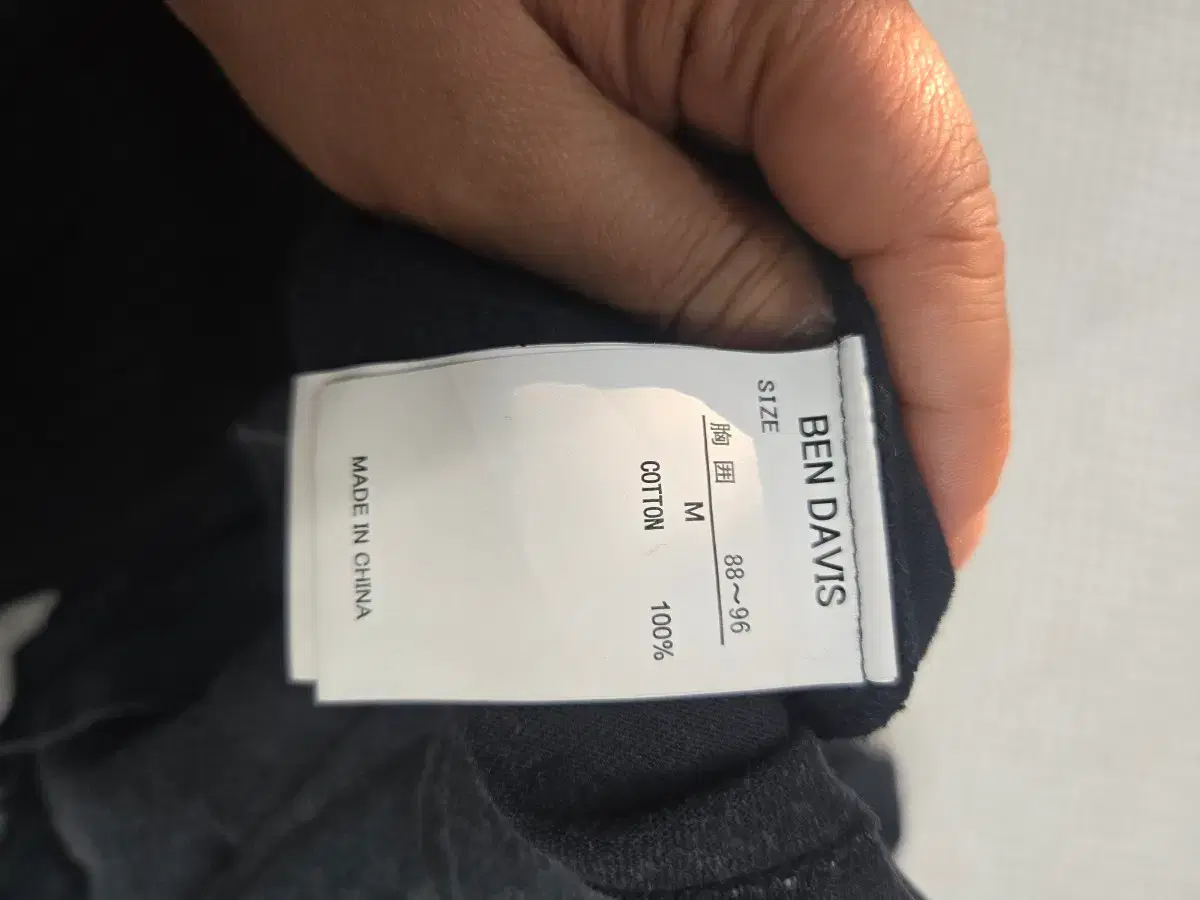 BEN DAVIS
SIZE
胸囲 88～96
M
COTTON 100%
MADE IN CHINA